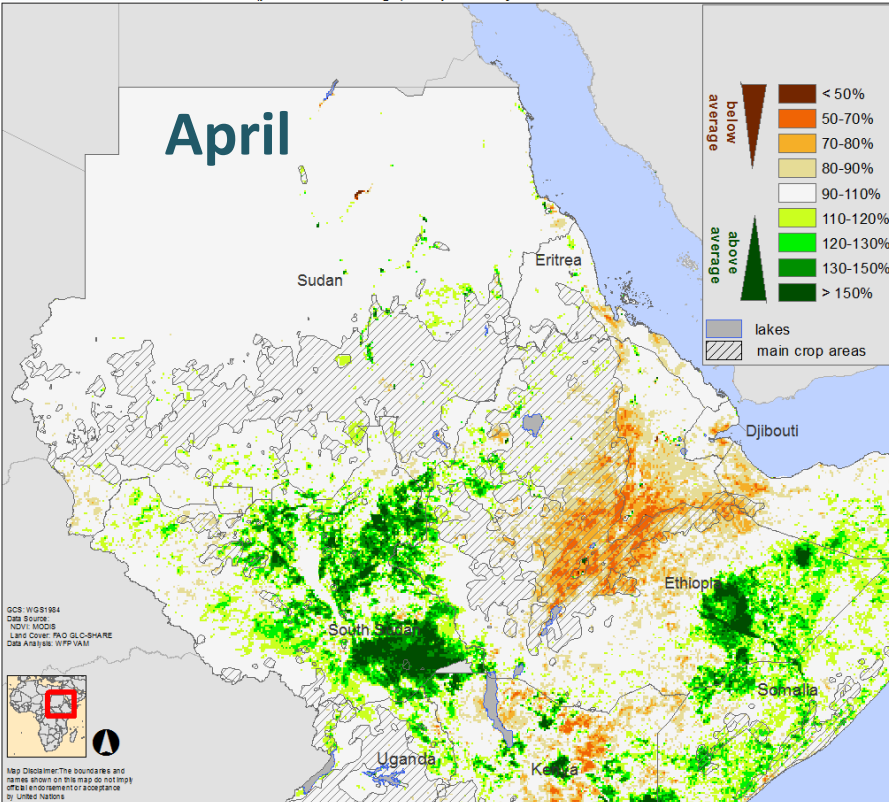 April
below
average
< 50%
50-70%
70-80%
80-90%
90-110%
110-120%
120-130%
130-150%
> 150%
above
average
lakes
main crop areas
Eritrea
Sudan
Djibouti
Ethiopia
South Sudan
Somalia
Uganda
Kenya
GCS: WGS1984
Data Source:
NDVI: MODIS
Land Cover: FAO GLC-SHARE
Data Analysis: WFP VAM
Map Disclaimer:The boundaries and
names shown on this map do not imply
official endorsement or acceptance
by United Nations